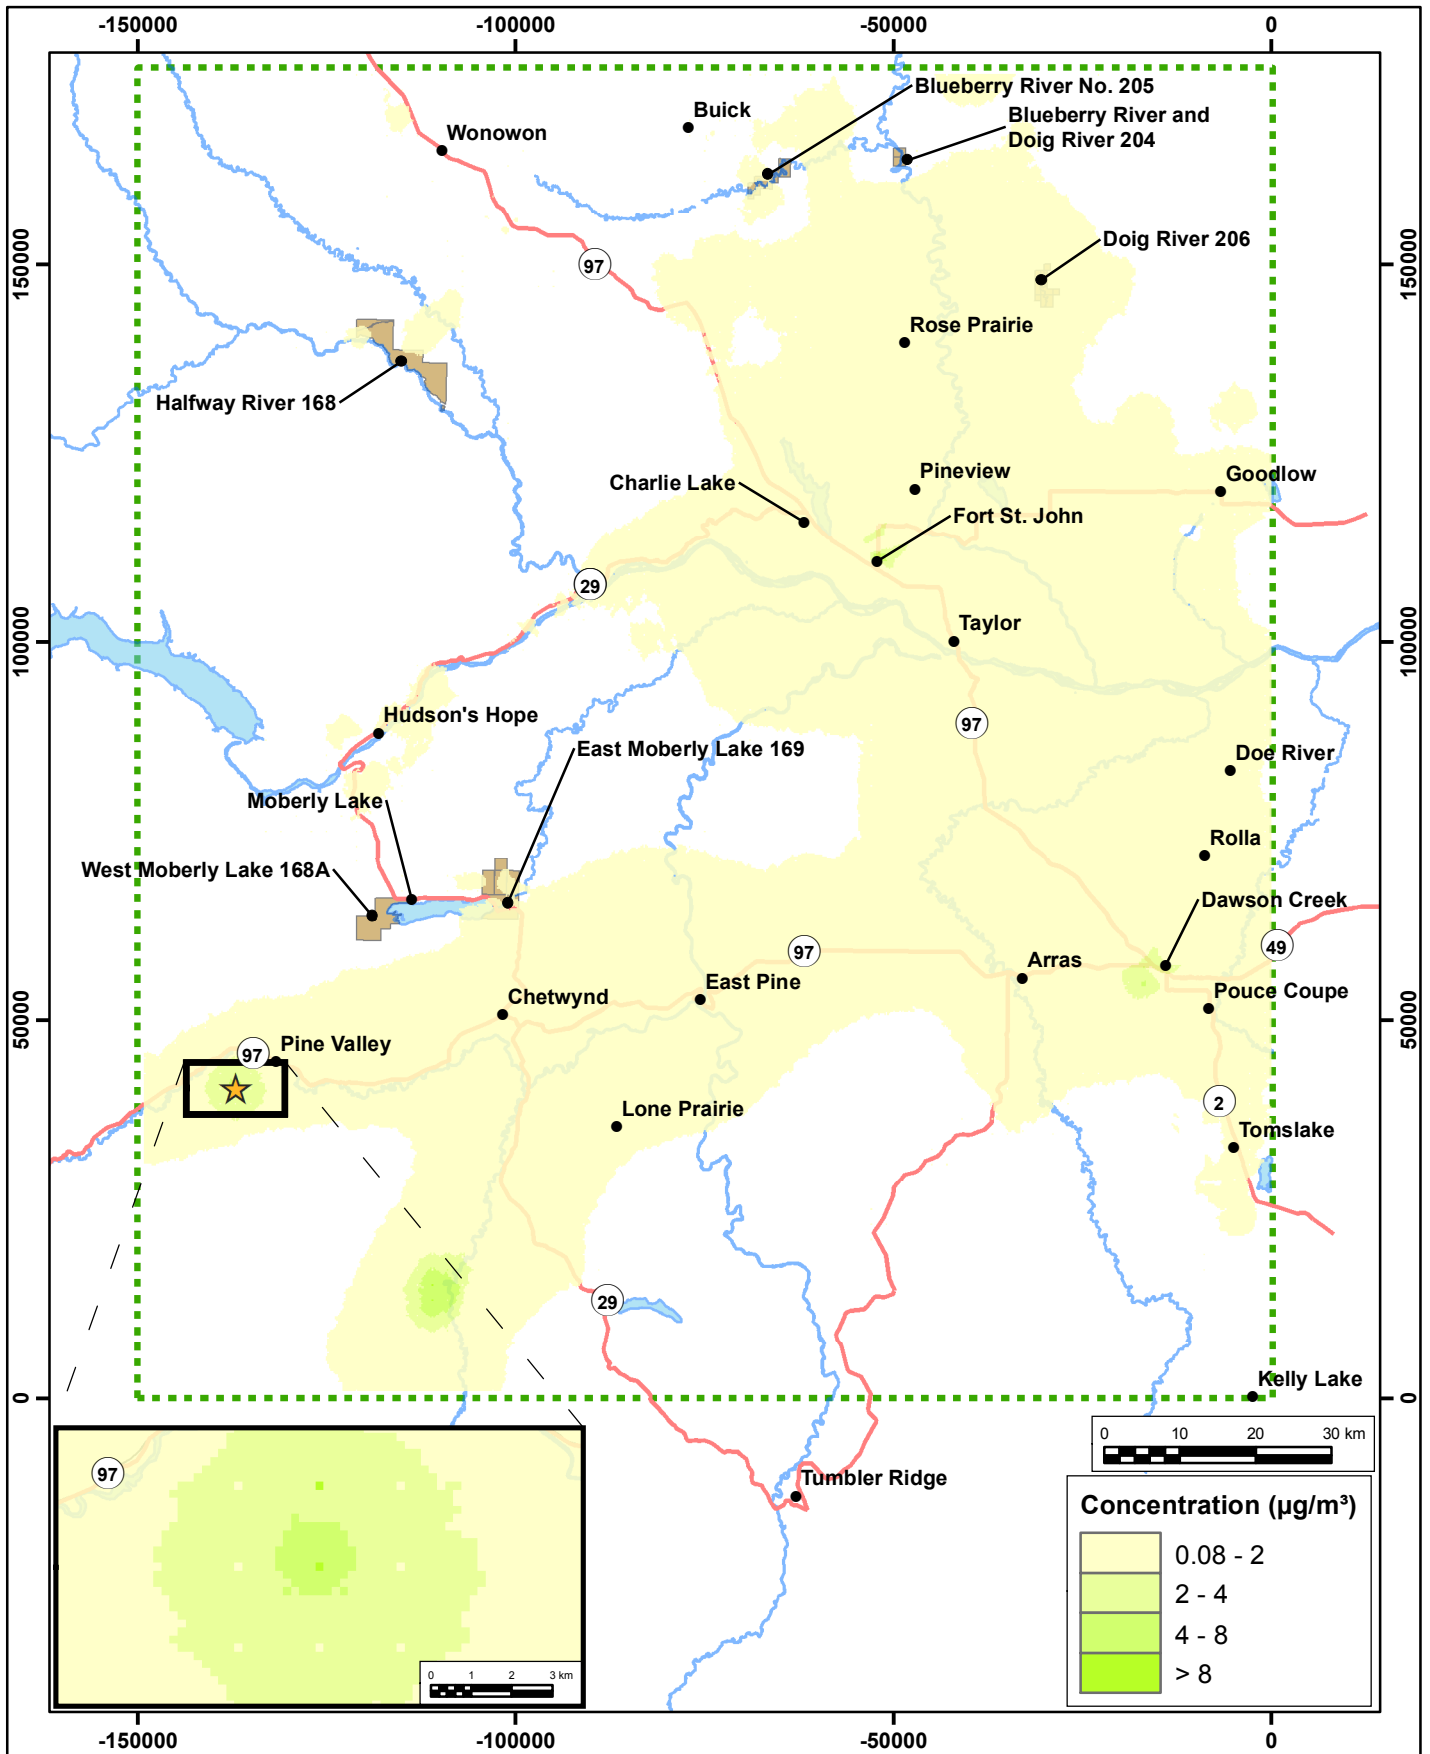 -150000
-100000
-50000
0
Blueberry River No. 205
Buick
Blueberry River and
Doig River 204
Wonowon
150000
150000
97
Doig River 206
Rose Prairie
Halfway River 168
Charlie Lake
Pineview
Goodlow
Fort St. John
29
Taylor
100000
100000
Hudson's Hope
97
East Moberly Lake 169
Doe River
Moberly Lake
Rolla
West Moberly Lake 168A
Dawson Creek
97
49
Arras
East Pine
Pouce Coupe
Chetwynd
50000
50000
97
Pine Valley
Lone Prairie
2
Tomslake
29
0
0
Kelly Lake
0 10 20 30 km
97
Tumbler Ridge
Concentration (µg/m³)
0.08 - 2
2 - 4
4 - 8
> 8
0 1 2 3 km
-150000
-100000
-50000
0